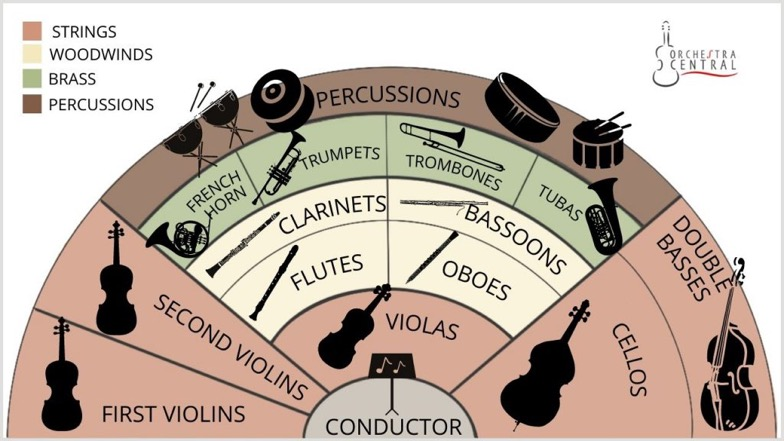 STRINGS
WOODWINDS
BRASS
PERCUSSIONS
ORCHESTRA
CENTRAL
PERCUSSIONS
FRENCH
HORN
TRUMPETS
TROMBONES
TUBAS
CLARINETS
BASSOONS
FLUTES
OBOES
SECOND VIOLINS
VIOLAS
CELLOS
DOUBLE
BASSES
FIRST VIOLINS
CONDUCTOR